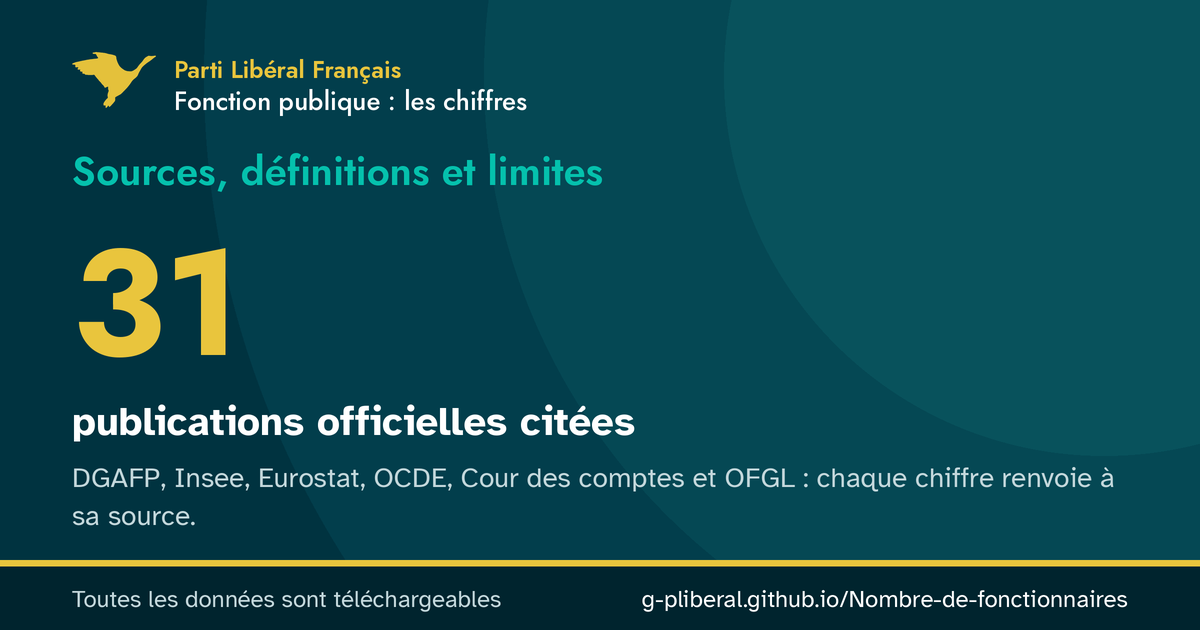 Parti Libéral Français
Fonction publique : les chiffres
Sources, définitions et limites
31
publications officielles citées
DGAFP, Insee, Eurostat, OCDE, Cour des comptes et OFGL : chaque chiffre renvoie à
sa source.
Toutes les données sont téléchargeables
g-pliberal.github.io/Nombre-de-fonctionnaires